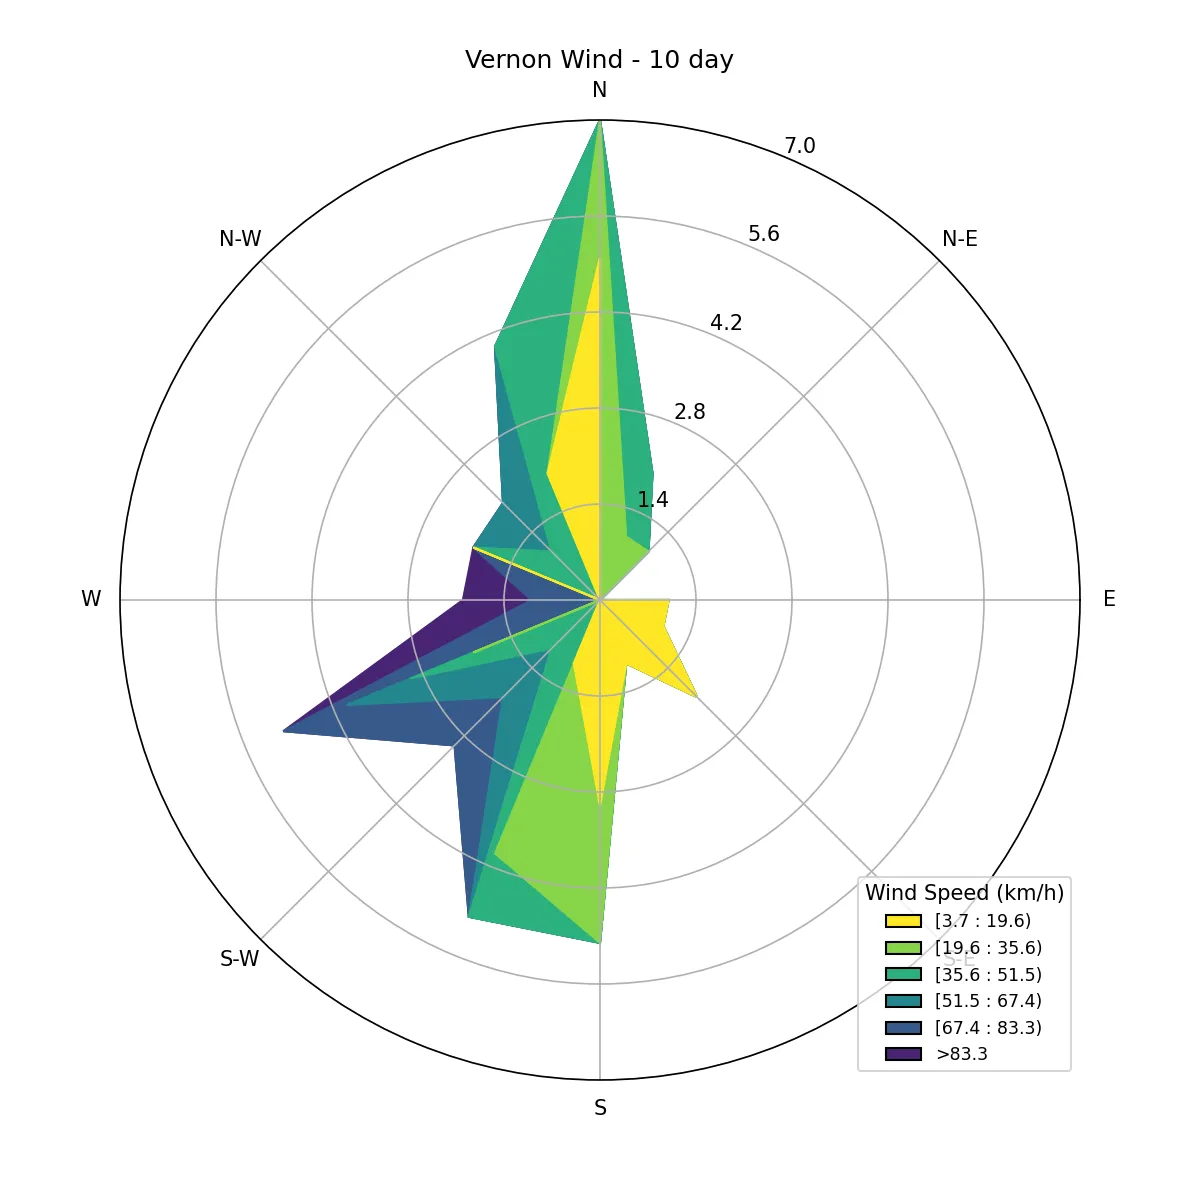 Vernon Wind - 10 day
N
7.0
N-W
5.6
N-E
4.2
2.8
1.4
W
E
Wind Speed (km/h)
[3.7 : 19.6)
[19.6 : 35.6)
S-W
S-E
[35.6 : 51.5)
[51.5 : 67.4)
[67.4 : 83.3)
>83.3
S